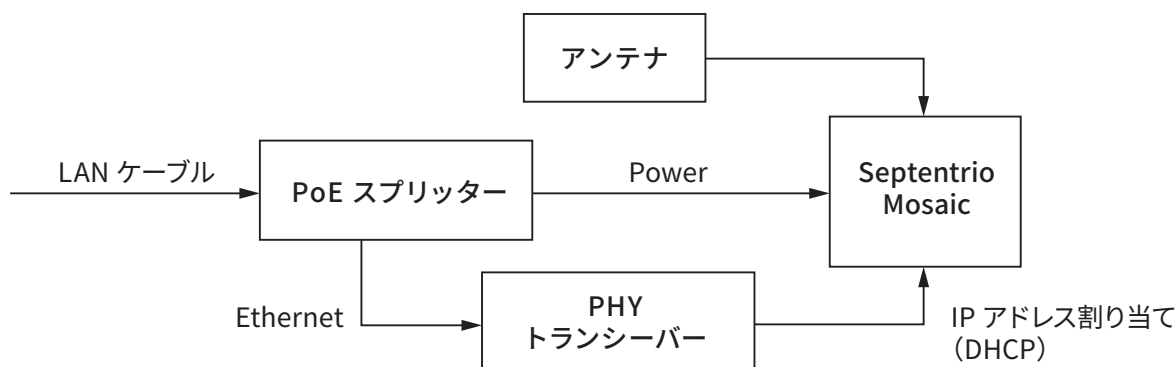 アンテナ
LAN ケーブル
PoE スプリッター
Power
Septentrio
Mosaic
Ethernet
PHY
トランシーバー
IP アドレス割り当て
（DHCP）